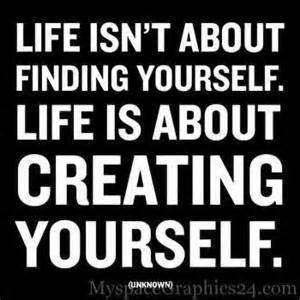 LIFE ISN'T ABOUT
FINDING YOURSELF.
LIFE IS ABOUT
CREATING
YOURSELF.
(UNKNOWN)
MyspaceGraphics24.com